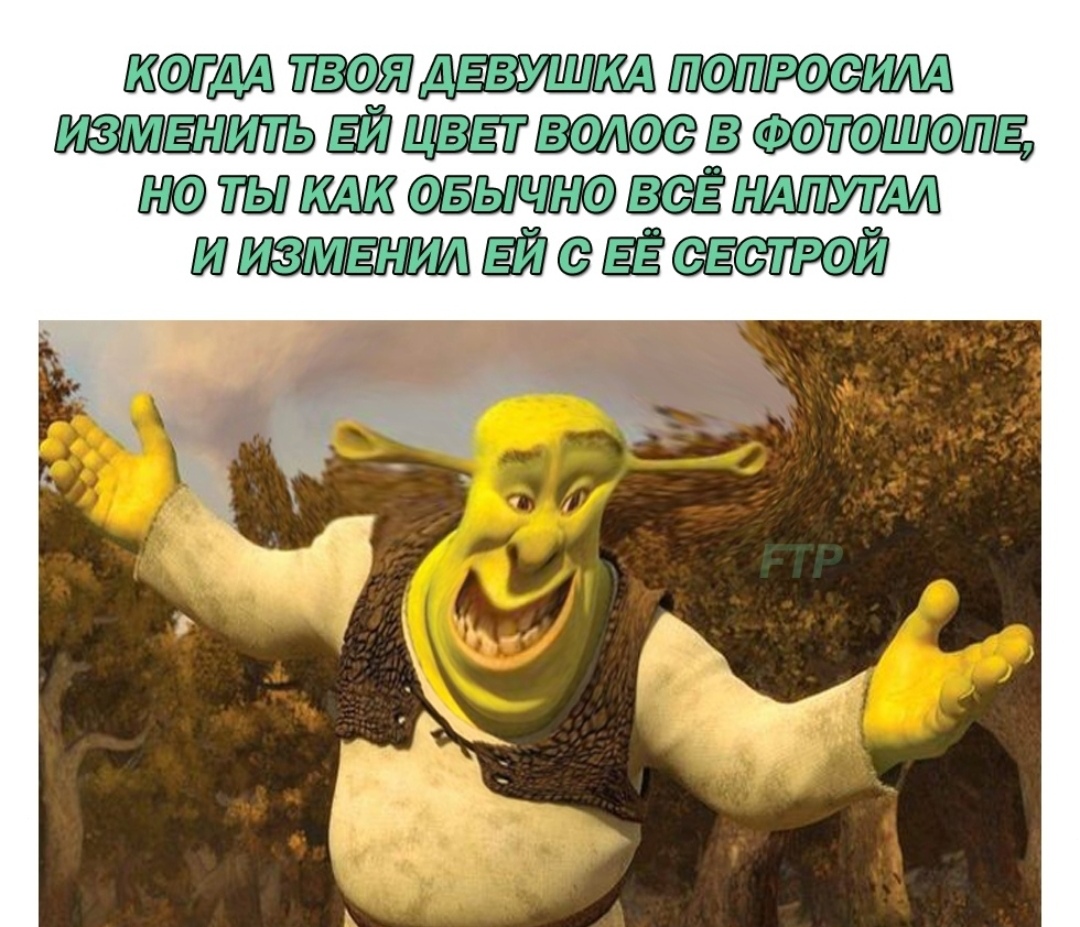 КОГДА ТВОЯ ДЕВУШКА ПОПРОСИЛА
ИЗМЕНИТЬ ЕЙ ЦВЕТ ВОЛОС В ФОТОШОПЕ,
НО ТЫ КАК ОБЫЧНО ВСЁ НАПУТАЛ
И ИЗМЕНИЛ ЕЙ С ЕЁ СЕСТРОЙ
FTP